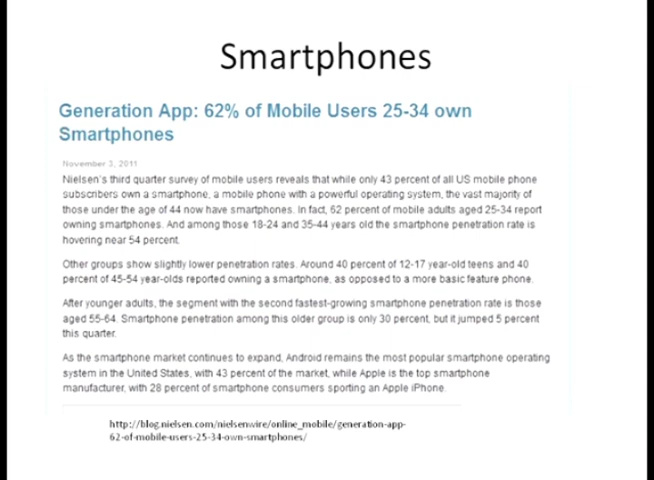 Smartphones
Generation App: 62% of Mobile Users 25-34 own
Smartphones
November 3, 2011
Nielsen's third quarter survey of mobile users reveals that while only 43 percent of all US mobile phone
subscribers own a smartphone, a mobile phone with a powerful operating system, the vast majority of
those under the age of 44 now have smartphones. In fact, 62 percent of mobile adults aged 25-34 report
owning smartphones. And among those 18-24 and 35-44 years old the smartphone penetration rate is
hovering near 54 percent.
Other groups show slightly lower penetration rates. Around 40 percent of 12-17 year-old teens and 40
percent of 45-54 year-olds reported owning a smartphone, as opposed to a more basic feature phone.
After younger adults, the segment with the second fastest-growing smartphone penetration rate is those
aged 55-64. Smartphone penetration among this older group is only 30 percent, but it jumped 5 percent
this quarter.
As the smartphone market continues to expand, Android remains the most popular smartphone operating
system in the United States, with 43 percent of the market, while Apple is the top smartphone
manufacturer, with 28 percent of smartphone consumers sporting an Apple iPhone.
http://blog.nielsen.com/nielsenwire/online_mobile/generation-app-
62-of-mobile-users-25-34-own-smartphones/